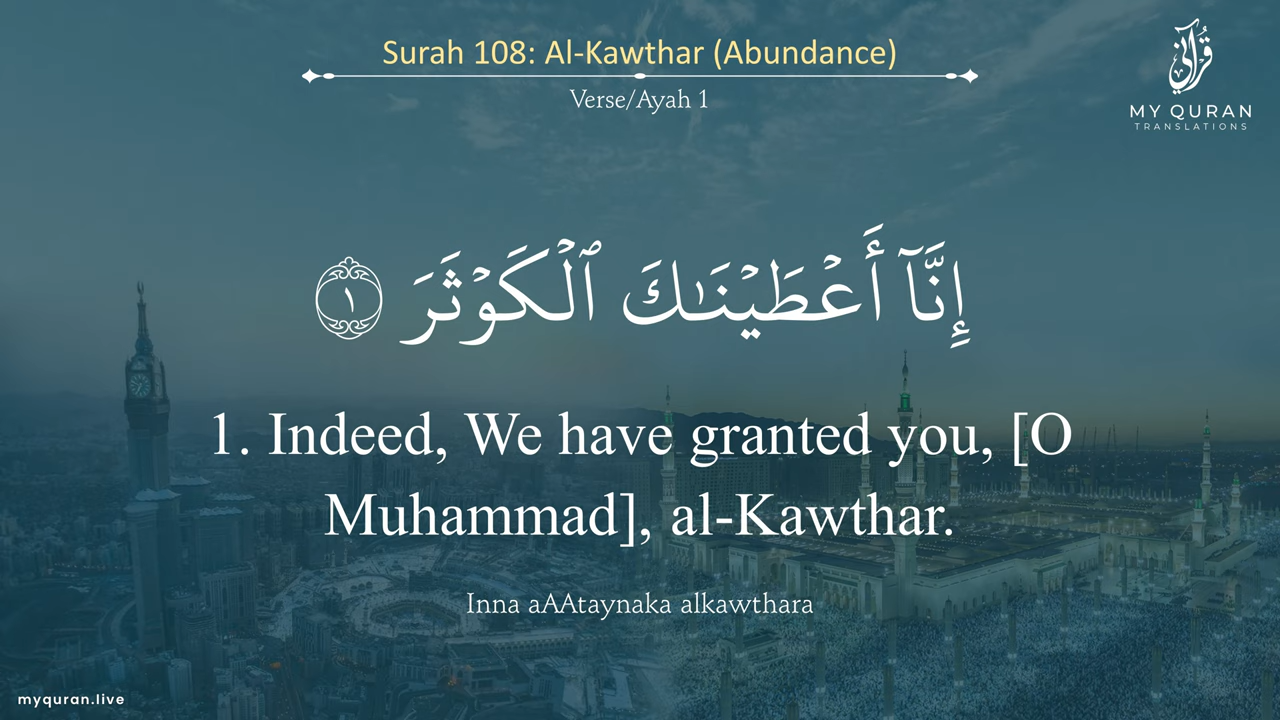 Surah 108: Al-Kawthar (Abundance)
Verse/Ayah 1
قرآني
MY QURAN
TRANSLATIONS
إِنَّآ أَعْطَيْنَـٰكَ ٱلْكَوْثَرَ ١
1. Indeed, We have granted you, [O
Muhammad], al-Kawthar.
Inna aAAtaynaka alkawthara
myquran.live